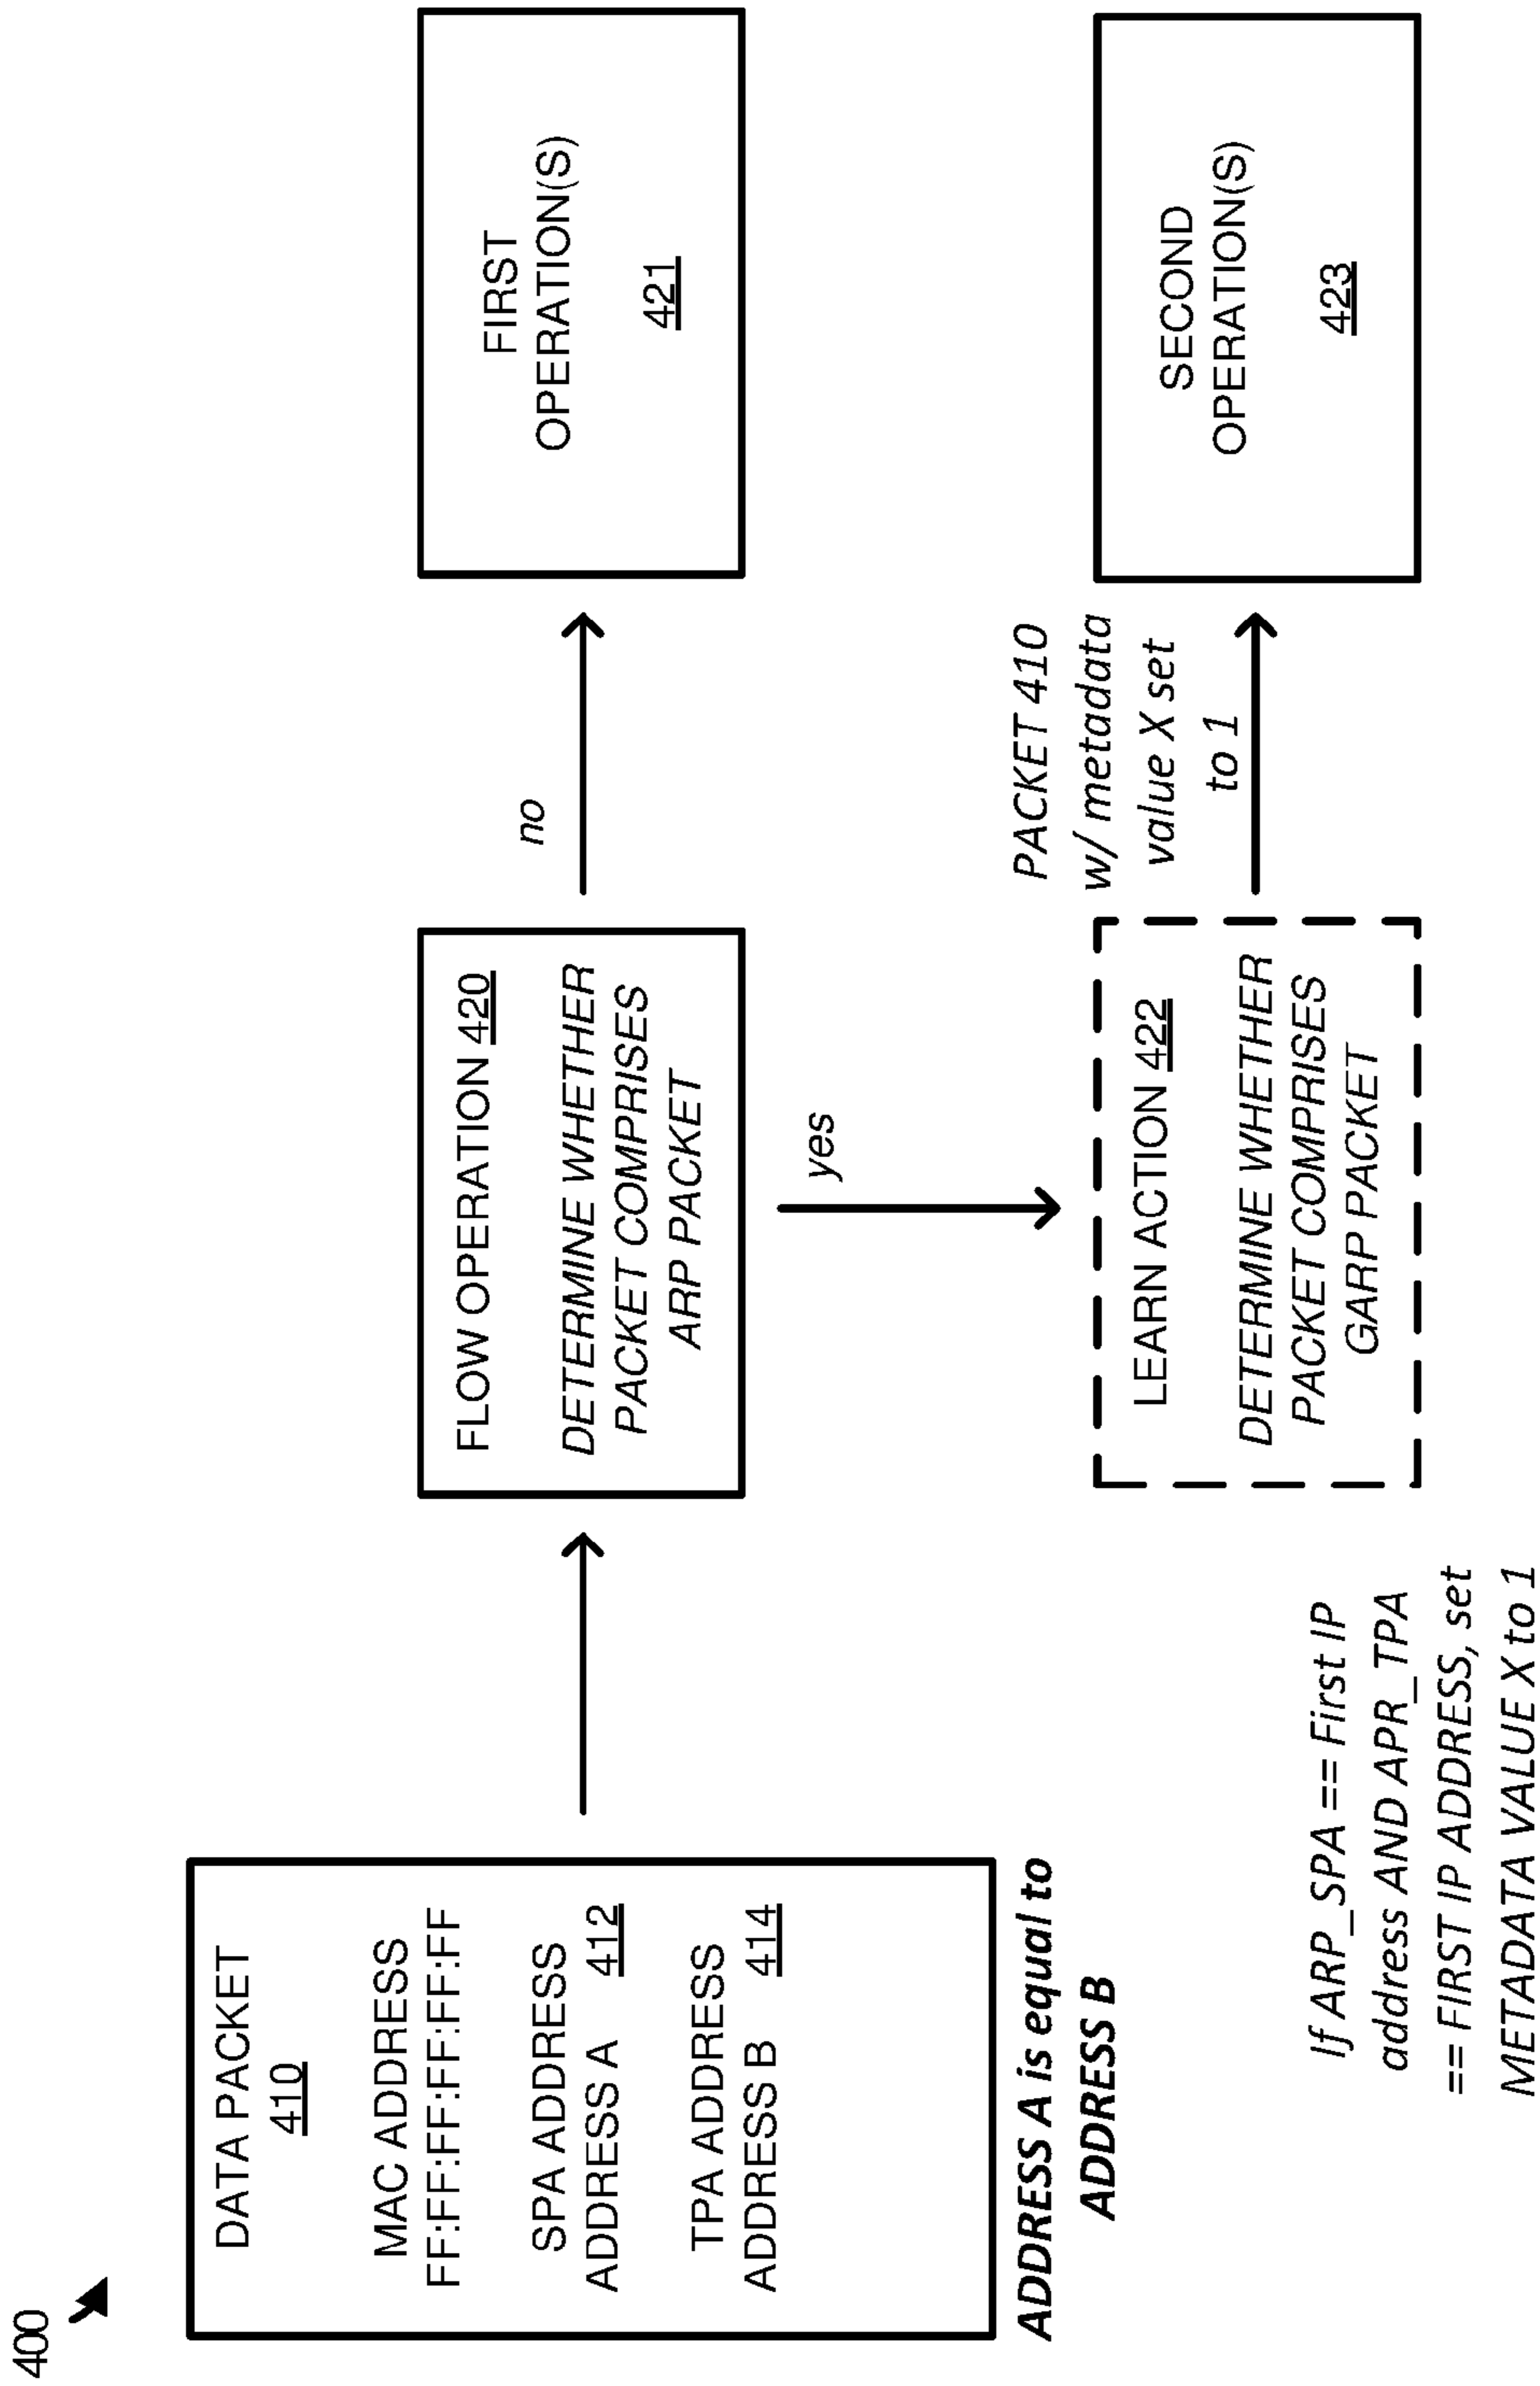 400
DATA PACKET
410
MAC ADDRESS
FF:FF:FF:FF:FF:FF
SPA ADDRESS
ADDRESS A 412
TPA ADDRESS
ADDRESS B 414
ADDRESS A is equal to
ADDRESS B
FLOW OPERATION 420
DETERMINE WHETHER
PACKET COMPRISES
ARP PACKET
no
FIRST
OPERATION(S)
421
yes
If ARP_SPA == First IP
address AND APR_TPA
== FIRST IP ADDRESS, set
METADATA VALUE X to 1
LEARN ACTION 422
DETERMINE WHETHER
PACKET COMPRISES
GARP PACKET
PACKET 410
w/ metadata
value X set
to 1
SECOND
OPERATION(S)
423